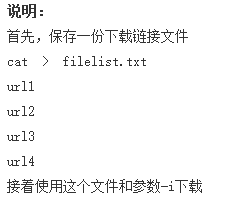 说明：
首先，保存一份下载链接文件
cat > filelist.txt
url1
url2
url3
url4
接着使用这个文件和参数-i下载